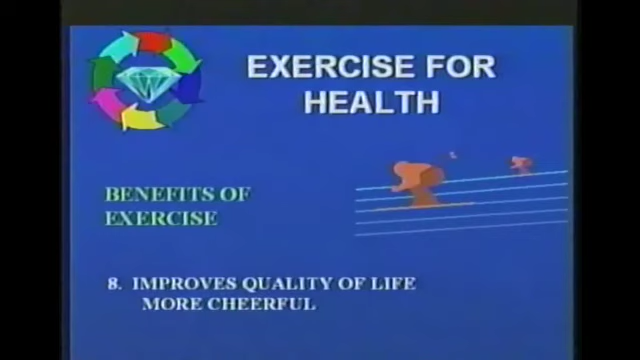 EXERCISE FOR
HEALTH
BENEFITS OF
EXERCISE
8. IMPROVES QUALITY OF LIFE
MORE CHEERFUL